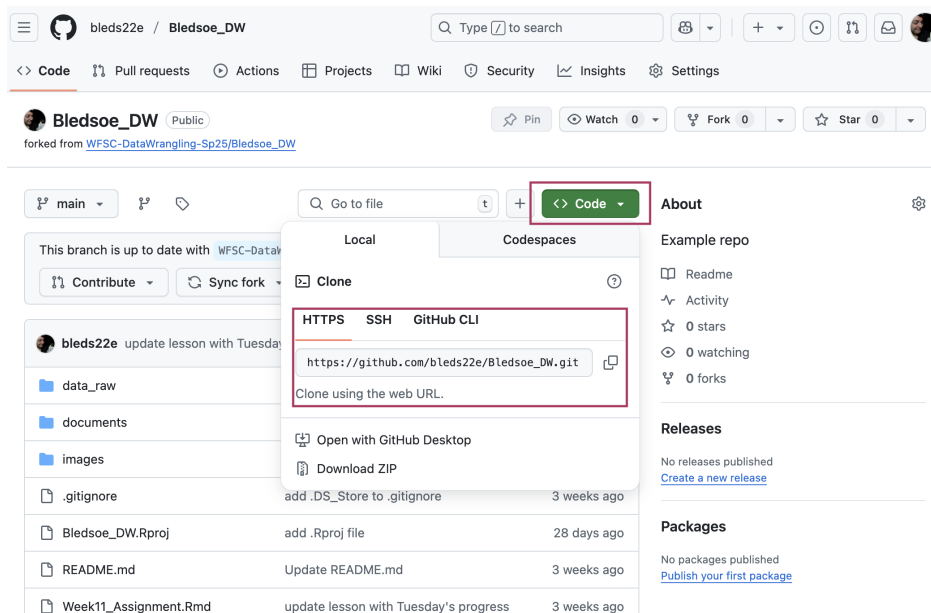 bleds22e / Bledsoe_DW
Type / to search
Code Pull requests Actions Projects Wiki Security Insights Settings
Bledsoe_DW Public
Pin Watch 0 Fork 0 Star 0
forked from WFSC-DataWrangling-Sp25/Bledsoe_DW
main Go to file t Code
About
Local Codespaces
Example repo
This branch is up to date with WFSC-DataW
Contribute Sync fork
Clone
Readme
Activity
0 stars
0 watching
0 forks
HTTPS SSH GitHub CLI
https://github.com/bleds22e/Bledsoe_DW.git
Clone using the web URL.
Open with GitHub Desktop
Download ZIP
bleds22e update lesson with Tuesday
data_raw
documents
images
.gitignore add .DS_Store to .gitignore 3 weeks ago
Bledsoe_DW.Rproj add .Rproj file 28 days ago
README.md Update README.md 3 weeks ago
Week11_Assignment.Rmd update lesson with Tuesday's progress 3 weeks ago
Releases
No releases published
Create a new release
Packages
No packages published
Publish your first package